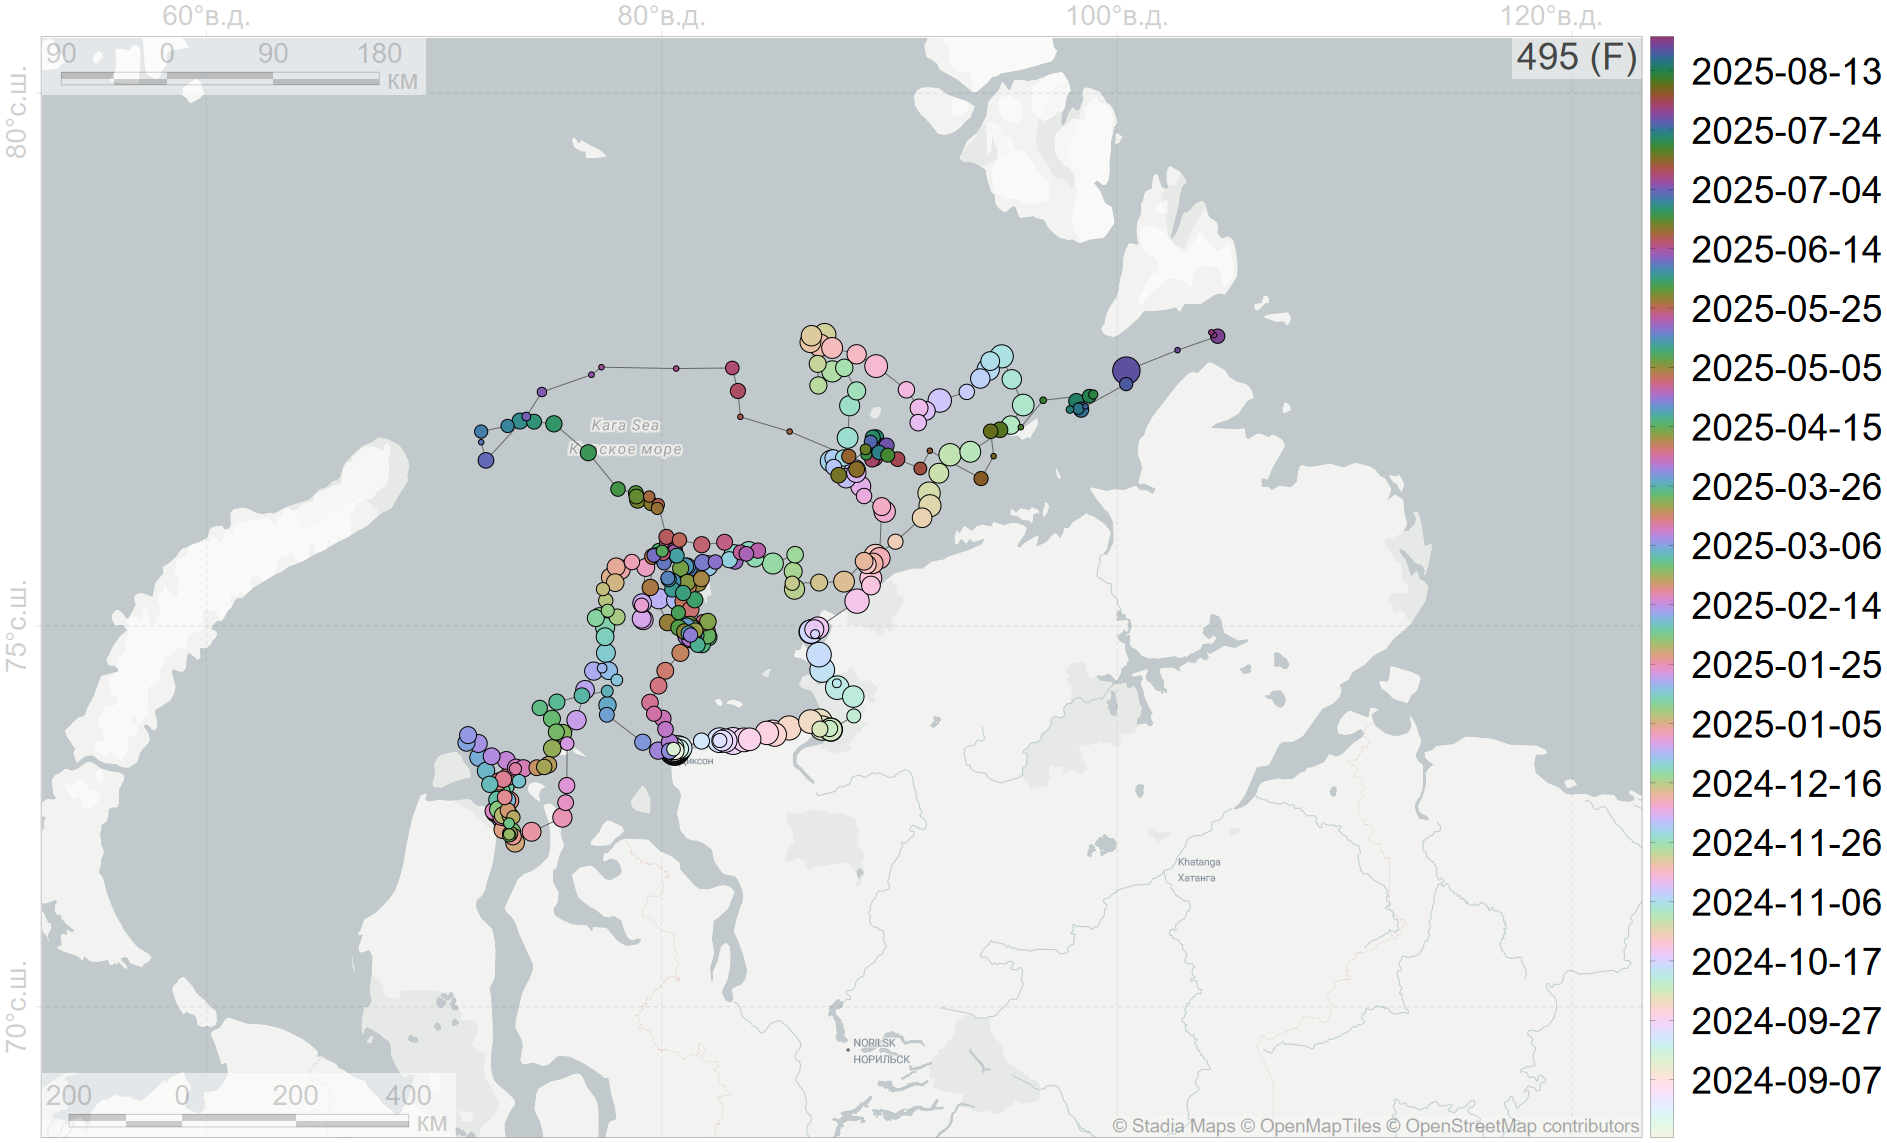 60°в.д.
80°в.д.
100°в.д.
120°в.д.
90 0 90 180
КМ
495 (F)
80°с.ш.
75°с.ш.
70°с.ш.
Kara Sea
ское море
иксон
Khatanga
Хатанга
NORILSK
НОРИЛЬСК
200 0 200 400
КМ
© Stadia Maps © OpenMapTiles © OpenStreetMap contributors
2025-08-13
2025-07-24
2025-07-04
2025-06-14
2025-05-25
2025-05-05
2025-04-15
2025-03-26
2025-03-06
2025-02-14
2025-01-25
2025-01-05
2024-12-16
2024-11-26
2024-11-06
2024-10-17
2024-09-27
2024-09-07